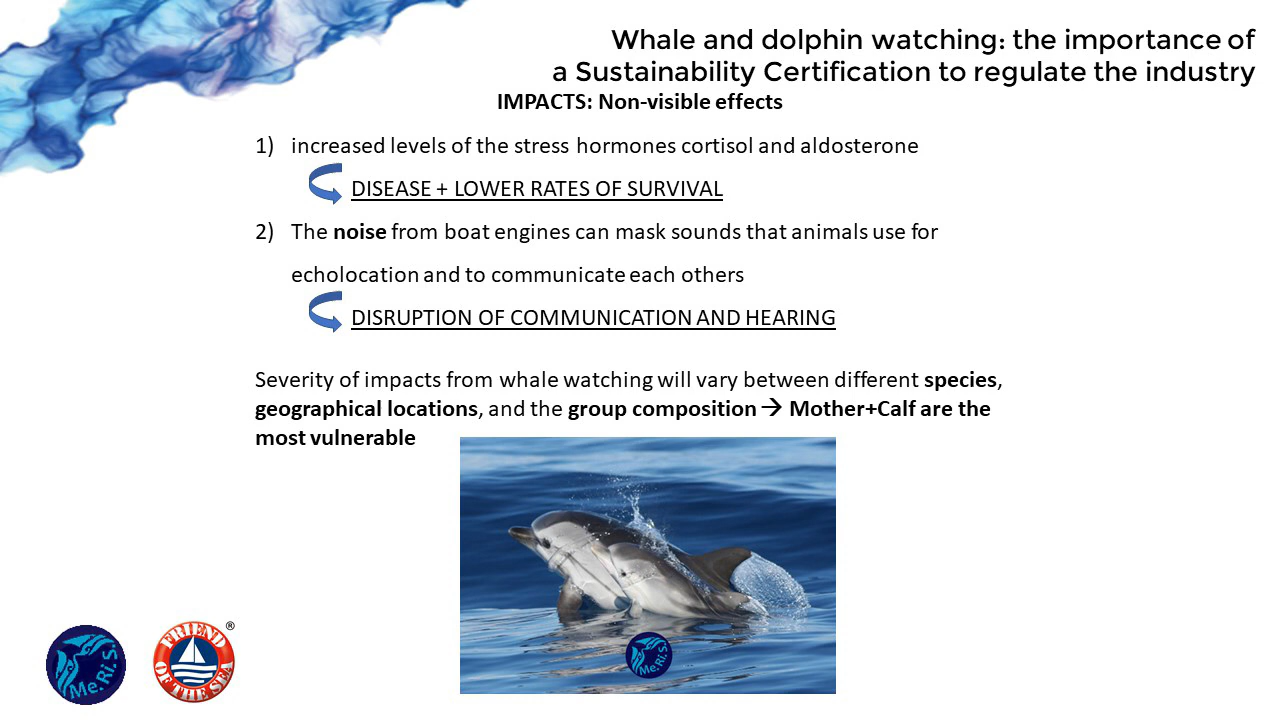 Whale and dolphin watching: the importance of
a Sustainability Certification to regulate the industry
IMPACTS: Non-visible effects
1) increased levels of the stress hormones cortisol and aldosterone
DISEASE + LOWER RATES OF SURVIVAL
2) The noise from boat engines can mask sounds that animals use for
echolocation and to communicate each others
DISRUPTION OF COMMUNICATION AND HEARING
Severity of impacts from whale watching will vary between different species,
geographical locations, and the group composition → Mother+Calf are the
most vulnerable
Me.Ri.S.
Me.Ri.S.
FRIEND
OF THE SEA
®